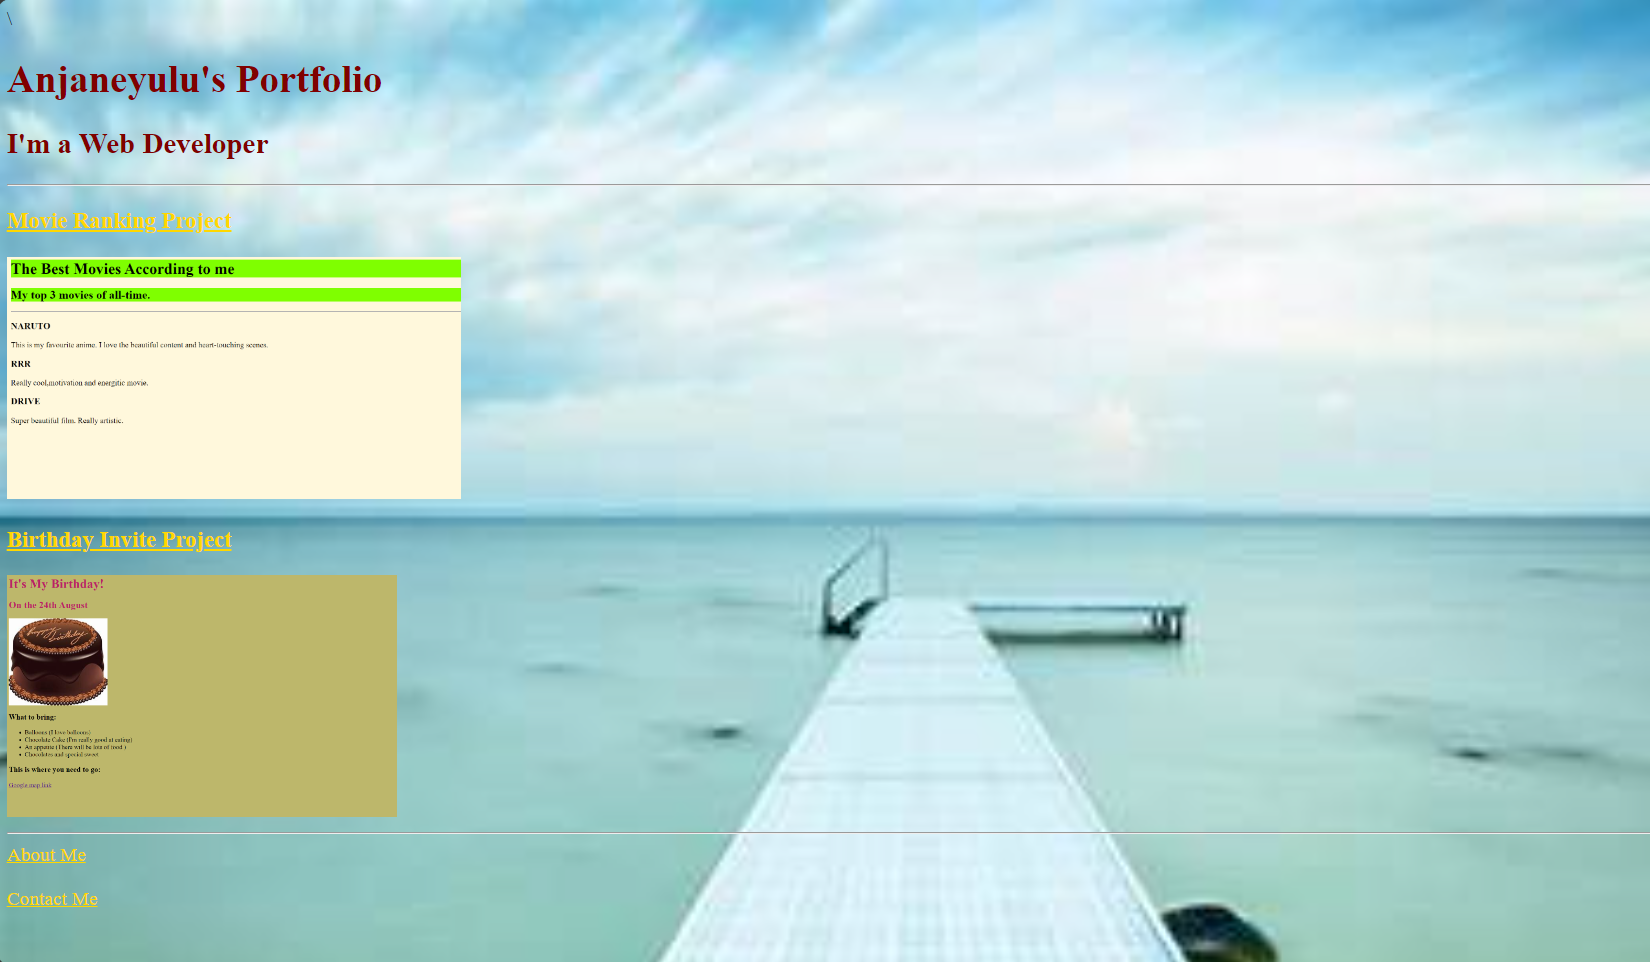 \
Anjaneyulu's Portfolio
I'm a Web Developer
Movie Ranking Project
The Best Movies According to me
My top 3 movies of all-time.
NARUTO
This is my favourite anime. I love the beautiful content and heart-touching scenes.
RRR
Really cool,motivation and energitic movie.
DRIVE
Super beautiful film. Really artistic.
Birthday Invite Project
It's My Birthday!
On the 24th August
happy birthday
What to bring:
Balloons (I love balloons)
Chocolate Cake (I'm really good at eating)
An appetite (There will be lots of food )
Chocolates and special sweet
This is where you need to go:
Google map link
About Me
Contact Me